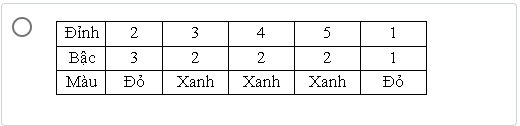 Đỉnh 2 3 4 5 1
Bậc 3 2 2 2 1
Màu Đỏ Xanh Xanh Xanh Đỏ